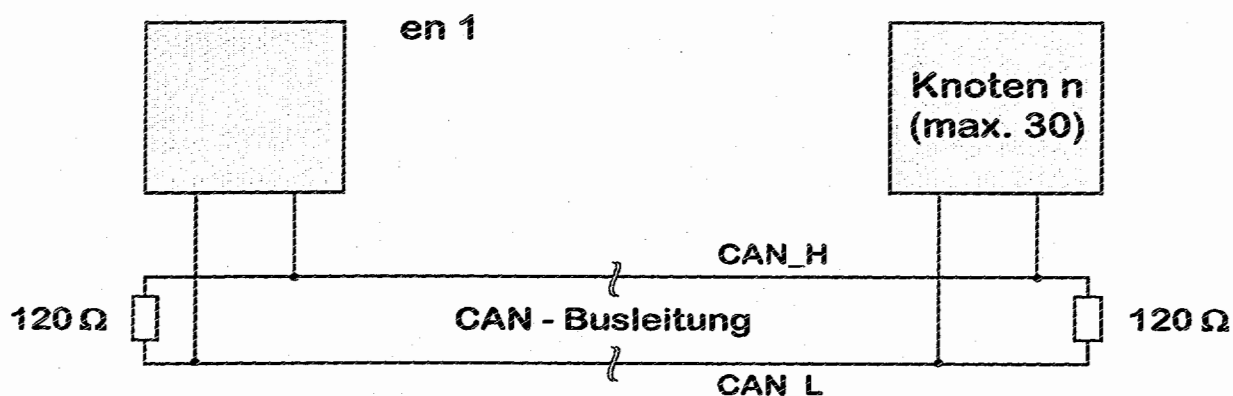 en 1
Knoten n
(max. 30)
CAN_H
120 Ω
CAN - Busleitung
120 Ω
CAN_L